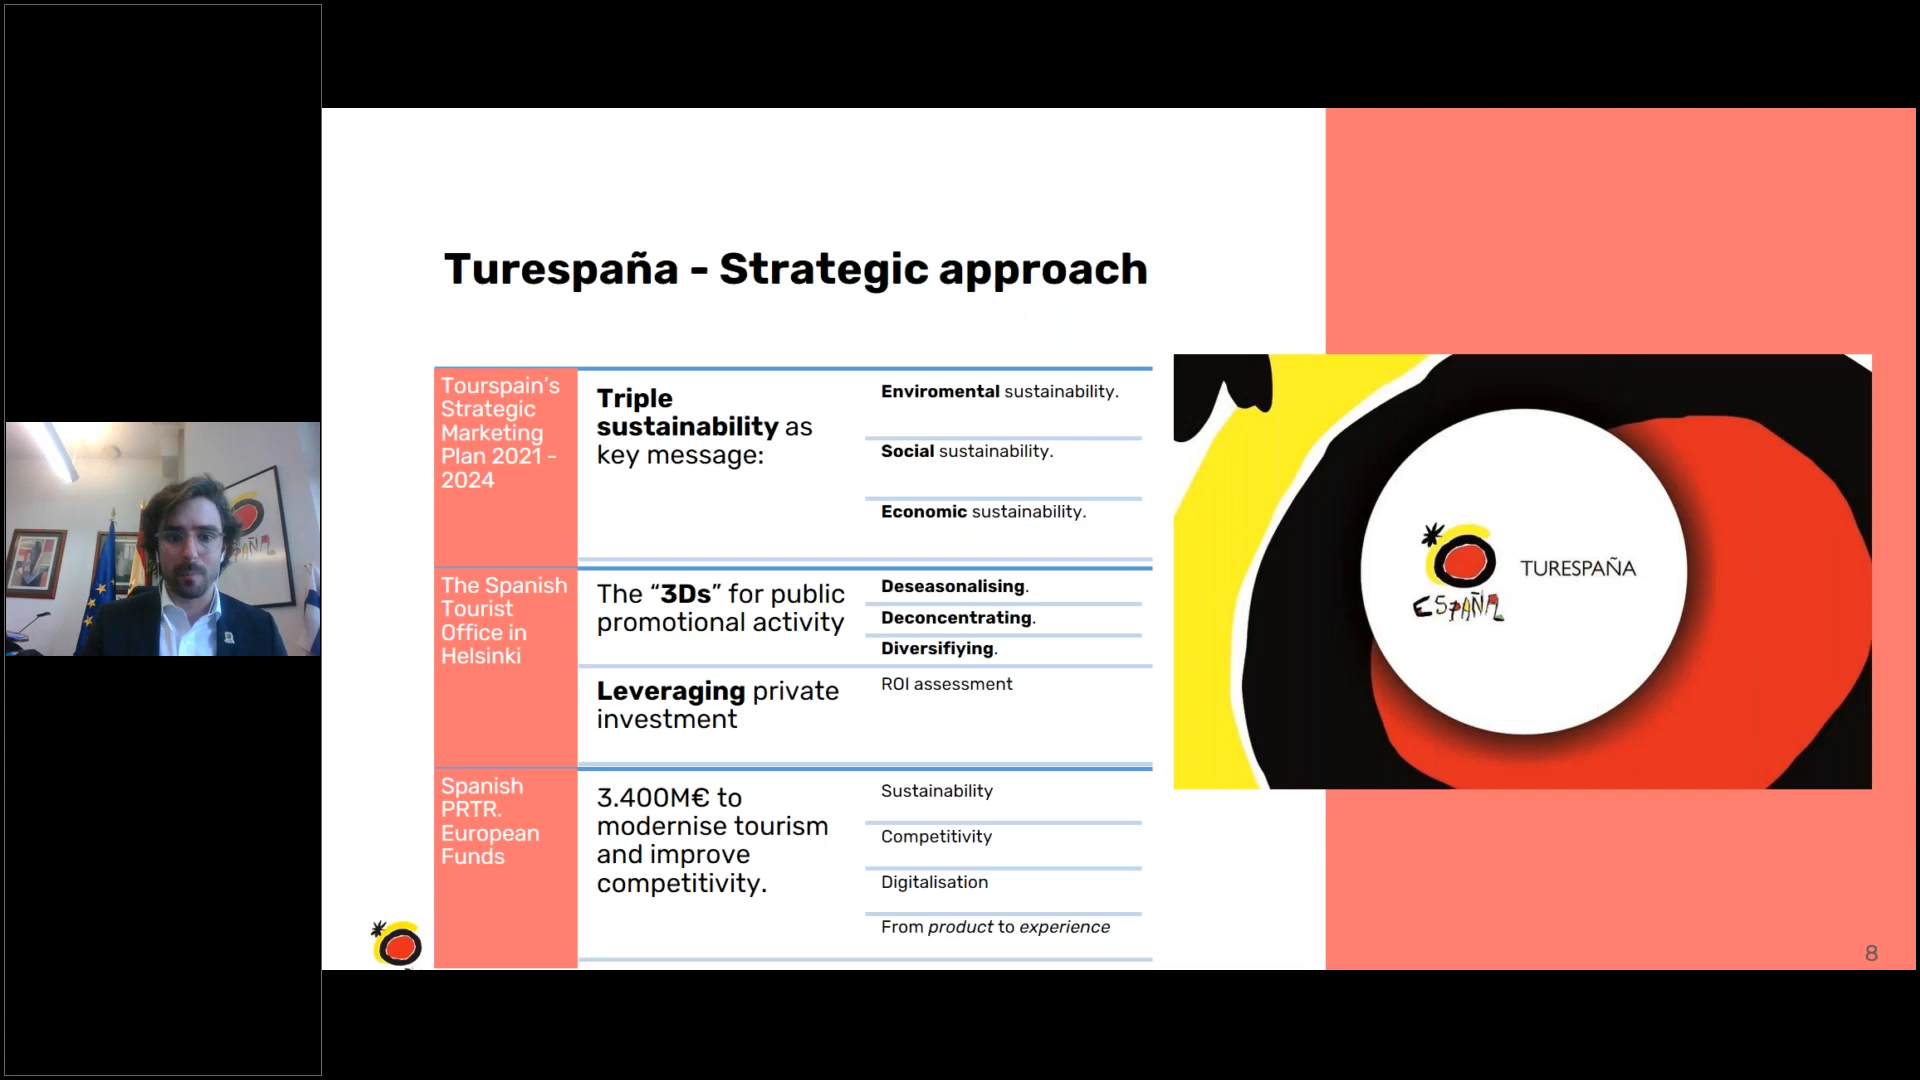 Turespaña - Strategic approach
Tourspain's
Strategic
Marketing
Plan 2021 -
2024
Triple
sustainability as
key message:
Enviromental sustainability.
Social sustainability.
Economic sustainability.
The Spanish
Tourist
Office in
Helsinki
The “3Ds” for public
promotional activity
Deseasonalising.
Deconcentrating.
Diversifiying.
Leveraging private
investment
ROI assessment
Spanish
PRTR.
European
Funds
3.400M€ to
modernise tourism
and improve
competitivity.
Sustainability
Competitivity
Digitalisation
From product to experience
ESPAÑA
TURESPAÑA
8